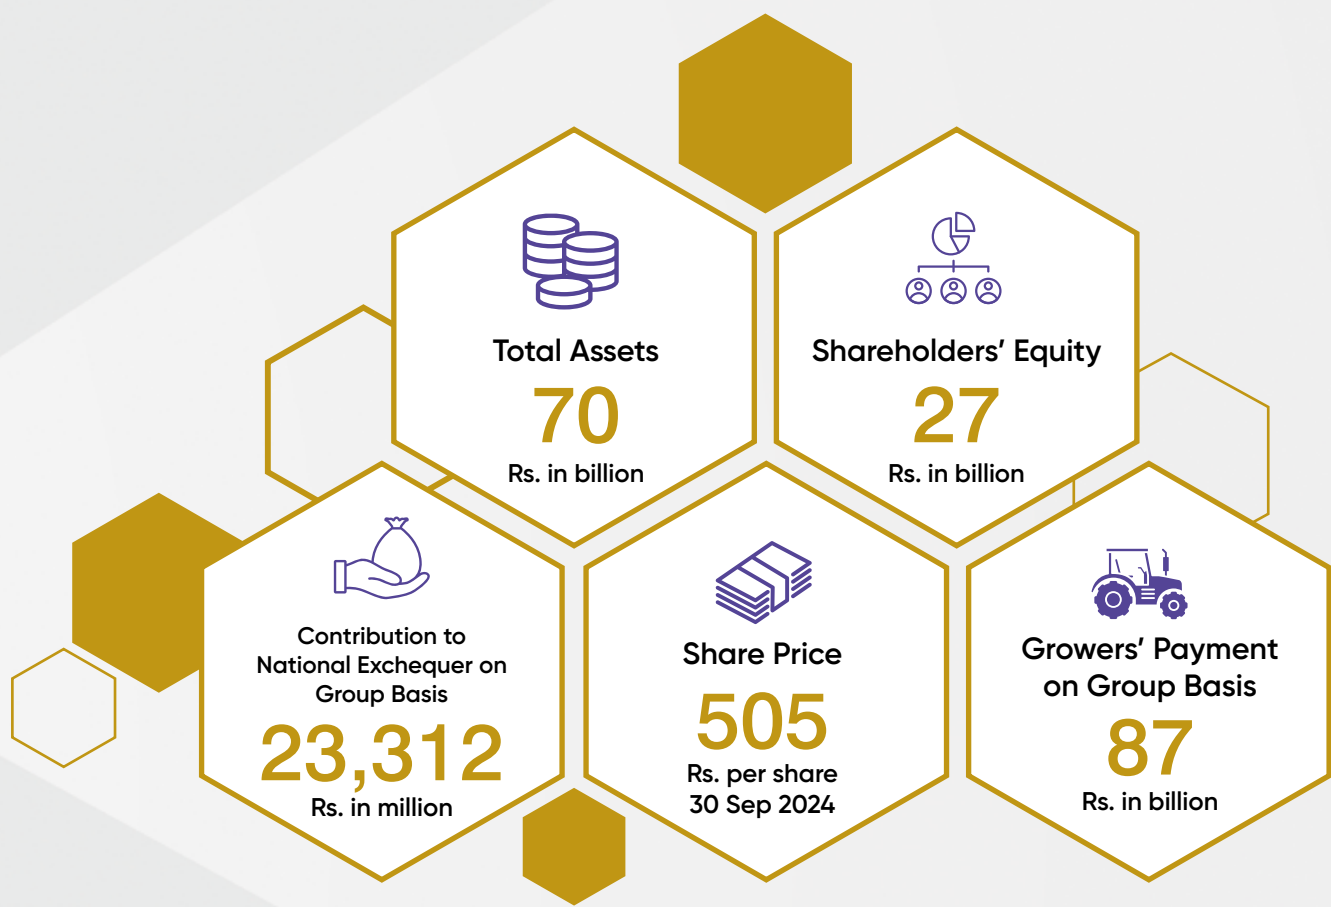 Total Assets
70
Rs. in billion
Shareholders’ Equity
27
Rs. in billion
Contribution to
National Exchequer on
Group Basis
23,312
Rs. in million
Share Price
505
Rs. per share
30 Sep 2024
Growers’ Payment
on Group Basis
87
Rs. in billion